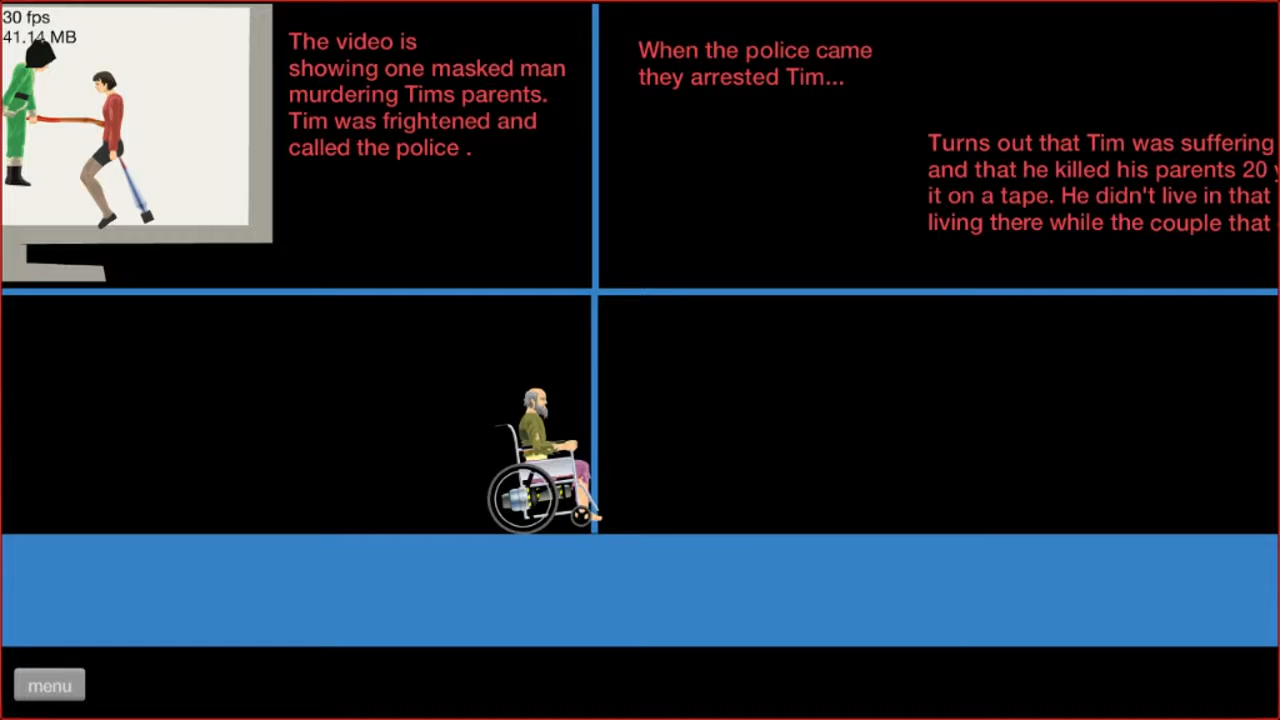 30 fps
41.14 MB
The video is
showing one masked man
murdering Tims parents.
Tim was frightened and
called the police .
When the police came
they arrested Tim...
Turns out that Tim was suffering
and that he killed his parents 20
it on a tape. He didn't live in that
living there while the couple that
menu